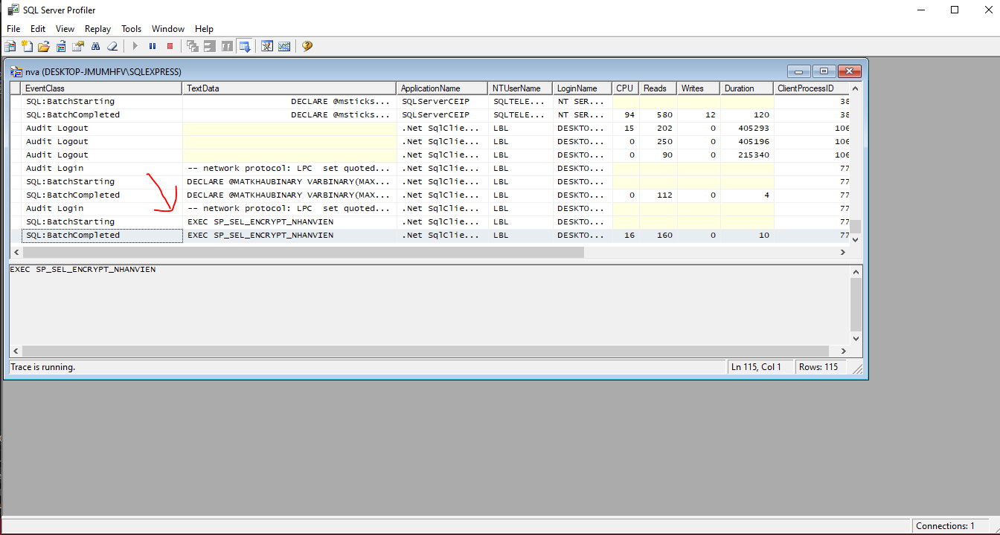 SQL Server Profiler
File Edit View Replay Tools Window Help
nva (DESKTOP-JMUMHFV\SQLEXPRESS)
EventClass TextData ApplicationName NTUserName LoginName CPU Reads Writes Duration ClientProcessID
SQL:BatchStarting DECLARE @msticks... SQLServerCEIP SQLTELE... NT SER... 38
SQL:BatchCompleted DECLARE @msticks... SQLServerCEIP SQLTELE... NT SER... 94 580 12 120 38
Audit Logout .Net SqlClie... LBL DESKTO... 15 202 0 405293 106
Audit Logout .Net SqlClie... LBL DESKTO... 0 250 0 405196 106
Audit Logout .Net SqlClie... LBL DESKTO... 0 90 0 215340 106
Audit Login -- network protocol: LPC set quoted... .Net SqlClie... LBL DESKTO... 77
SQL:BatchStarting DECLARE @MATKHAUBINARY VARBINARY(MAX... .Net SqlClie... LBL DESKTO... 77
SQL:BatchCompleted DECLARE @MATKHAUBINARY VARBINARY(MAX... .Net SqlClie... LBL DESKTO... 0 112 0 4 77
Audit Login -- network protocol: LPC set quoted... .Net SqlClie... LBL DESKTO... 77
SQL:BatchStarting EXEC SP_SEL_ENCRYPT_NHANVIEN .Net SqlClie... LBL DESKTO... 77
SQL:BatchCompleted EXEC SP_SEL_ENCRYPT_NHANVIEN .Net SqlClie... LBL DESKTO... 16 160 0 10 77
EXEC SP_SEL_ENCRYPT_NHANVIEN
Trace is running. Ln 115, Col 1 Rows: 115
Connections: 1